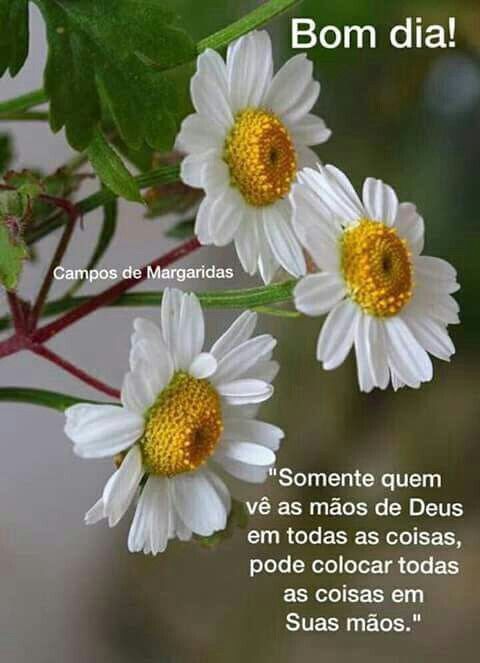 Bom dia!
Campos de Margaridas
"Somente quem
vê as mãos de Deus
em todas as coisas,
pode colocar todas
as coisas em
Suas mãos."